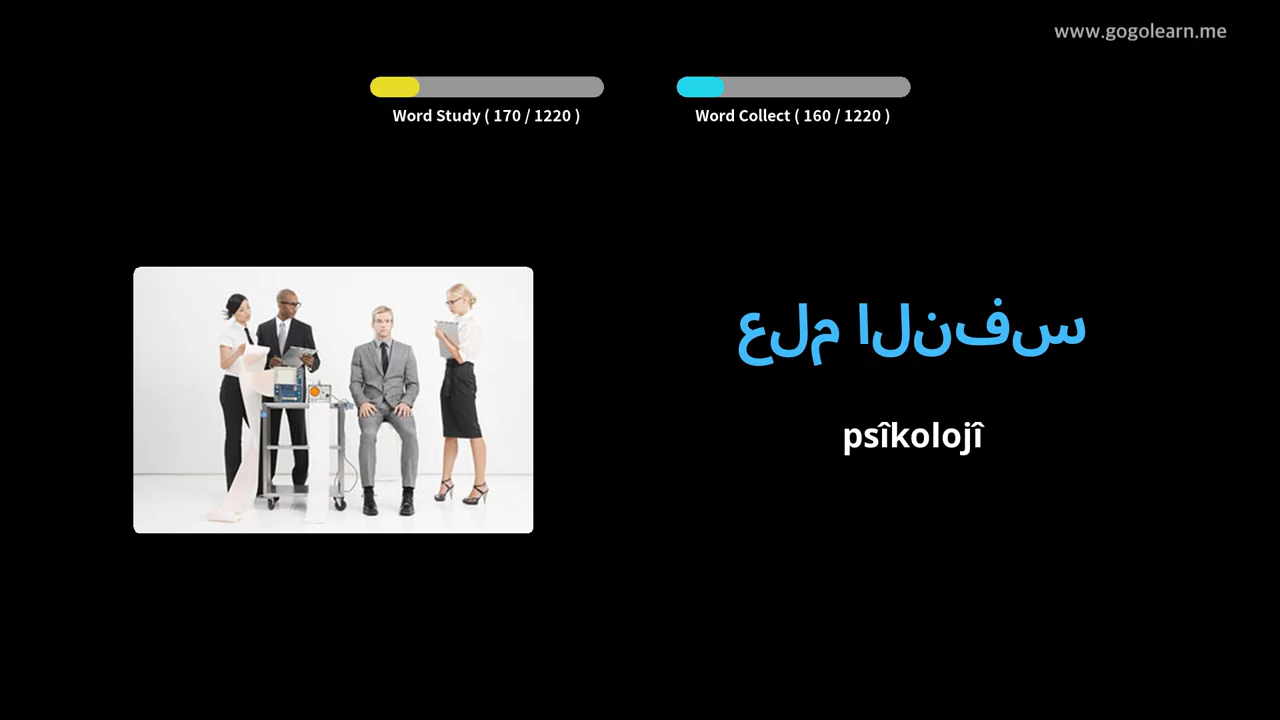 www.gogolearn.me
Word Study ( 170 / 1220 )
Word Collect ( 160 / 1220 )
علم النفس
psîkolojî